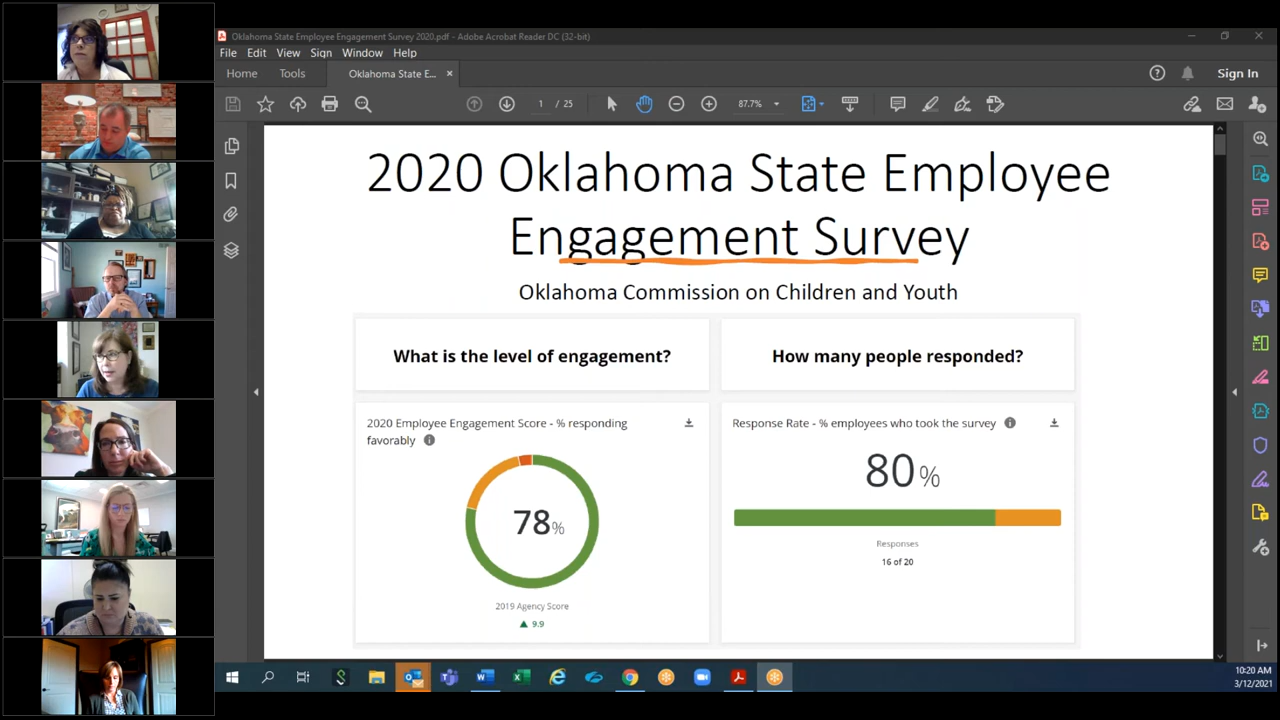 Oklahoma State Employee Engagement Survey 2020.pdf - Adobe Acrobat Reader DC (32-bit)
File Edit View Sign Window Help
Home Tools Oklahoma State E... × Sign In
1 / 25 87.7%
2020 Oklahoma State Employee
Engagement Survey
Oklahoma Commission on Children and Youth
What is the level of engagement?
How many people responded?
2020 Employee Engagement Score - % responding
favorably
78%
2019 Agency Score
▲ 9.9
Response Rate - % employees who took the survey
80%
Responses
16 of 20
10:20 AM
3/12/2021